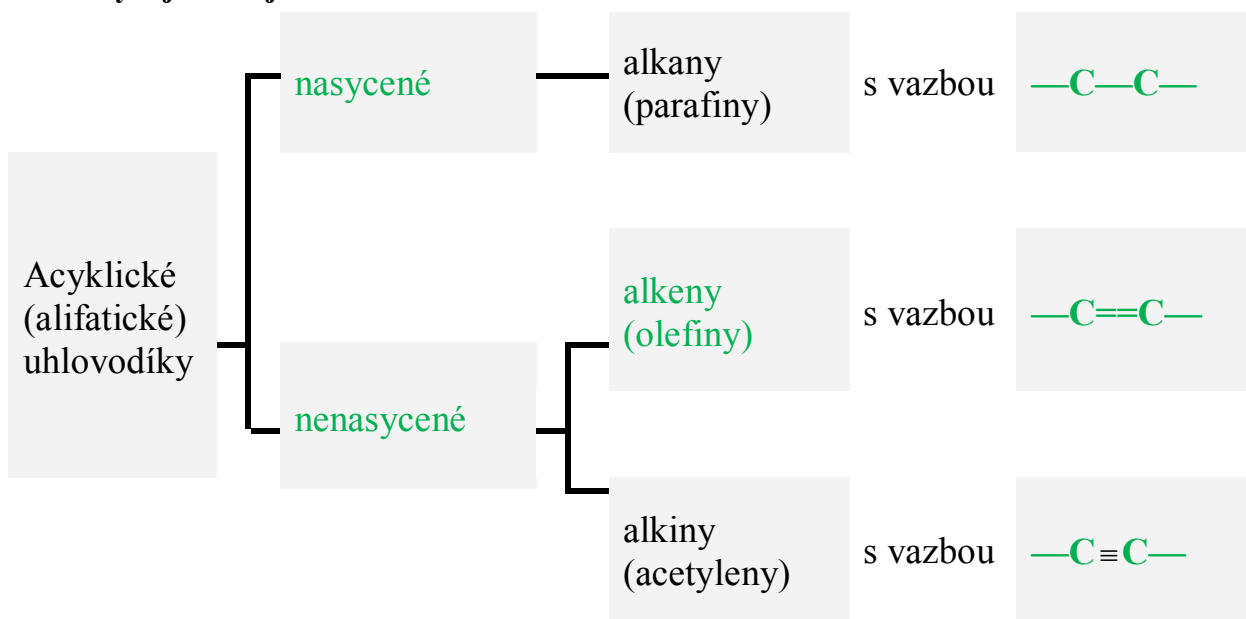 nasycené
alkany
(parafiny)
s vazbou
—C—C—
Acyklické
(alifatické)
uhlovodíky
alkeny
(olefiny)
s vazbou
—C==C—
nenasycené
alkiny
(acetyleny)
s vazbou
—C≡C—